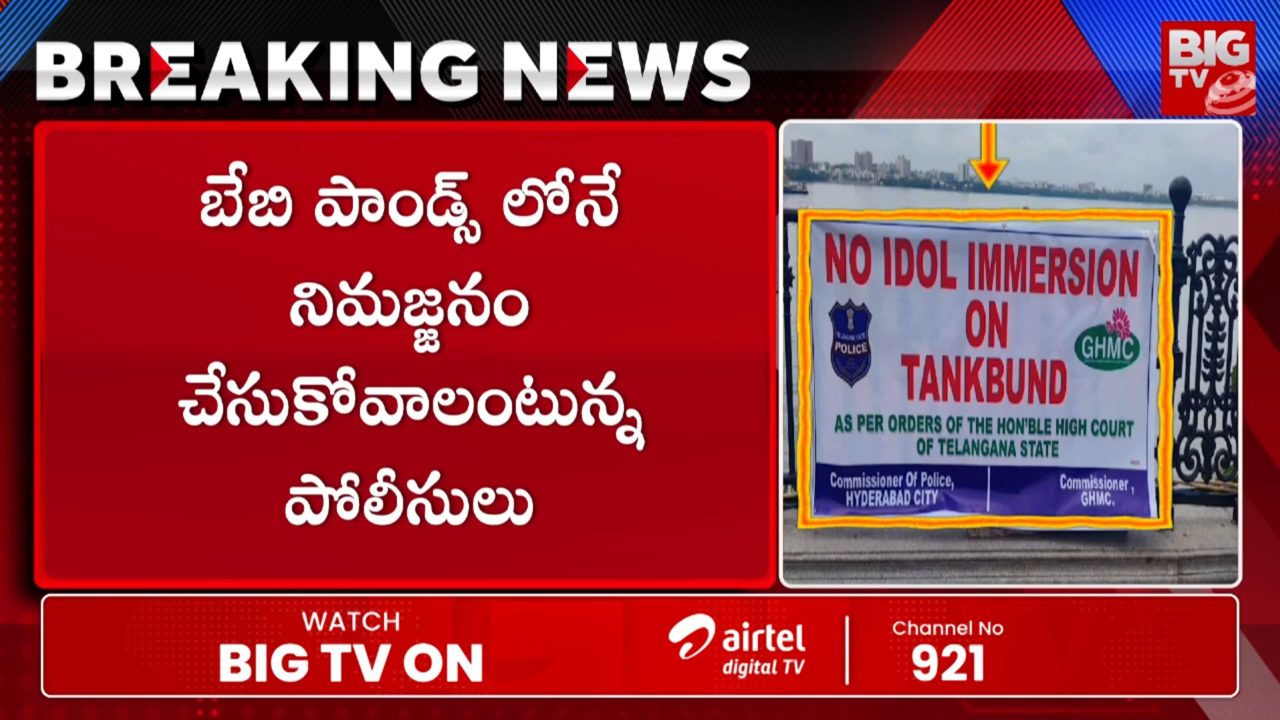 BREAKING NEWS
BIG
TV
బేబి పాండ్స్ లోనే
నిమజ్జనం
చేసుకోవాలంటున్న
పోలీసులు
NO IDOL IMMERSION
ON
TANKBUND
POLICE
GHMC
AS PER ORDERS OF THE HON'BLE HIGH COURT
OF TELANGANA STATE
Commissioner Of Police,
HYDERABAD CITY
Commissioner,
GHMC.
WATCH
BIG TV ON
airtel
digital TV
Channel No
921